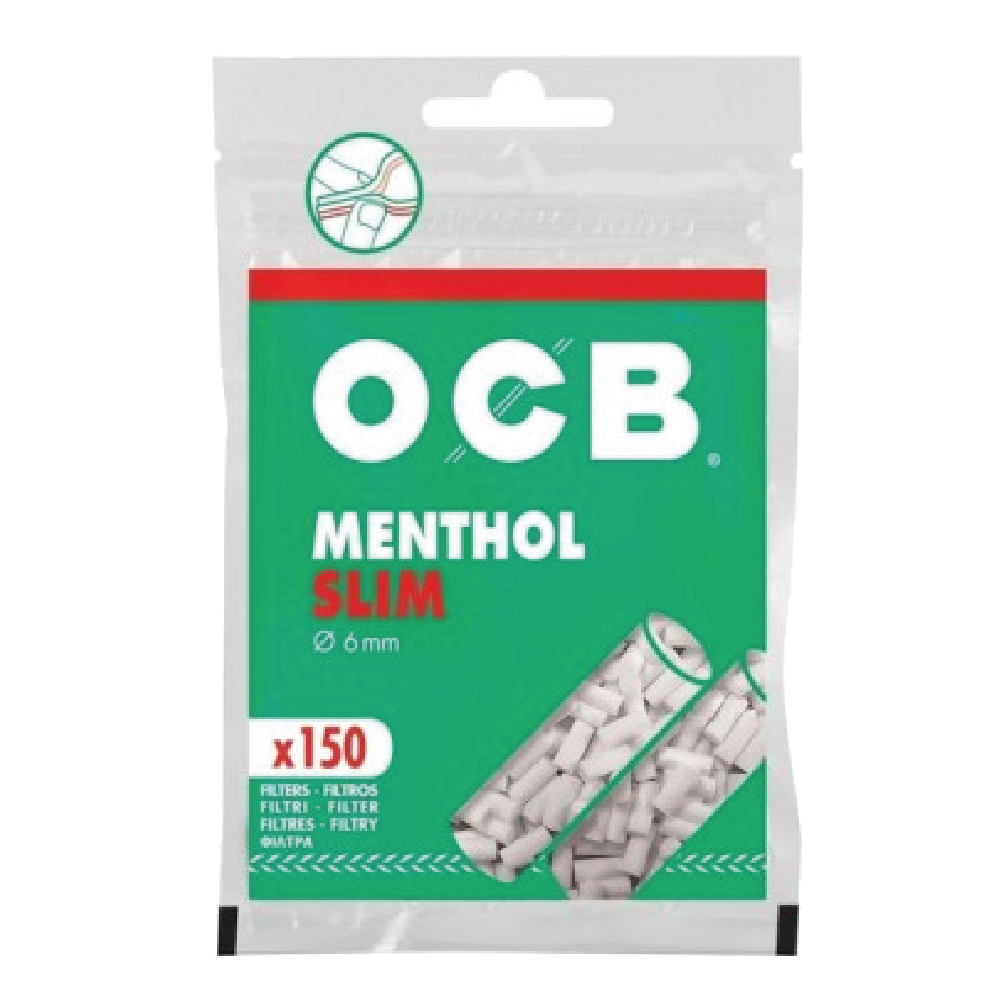 OCB®
MENTHOL
SLIM
Ø 6 mm
x150
FILTERS - FILTROS
FILTRI - FILTER
FILTRES - FILTRY
ΦΙΛΤΡΑ